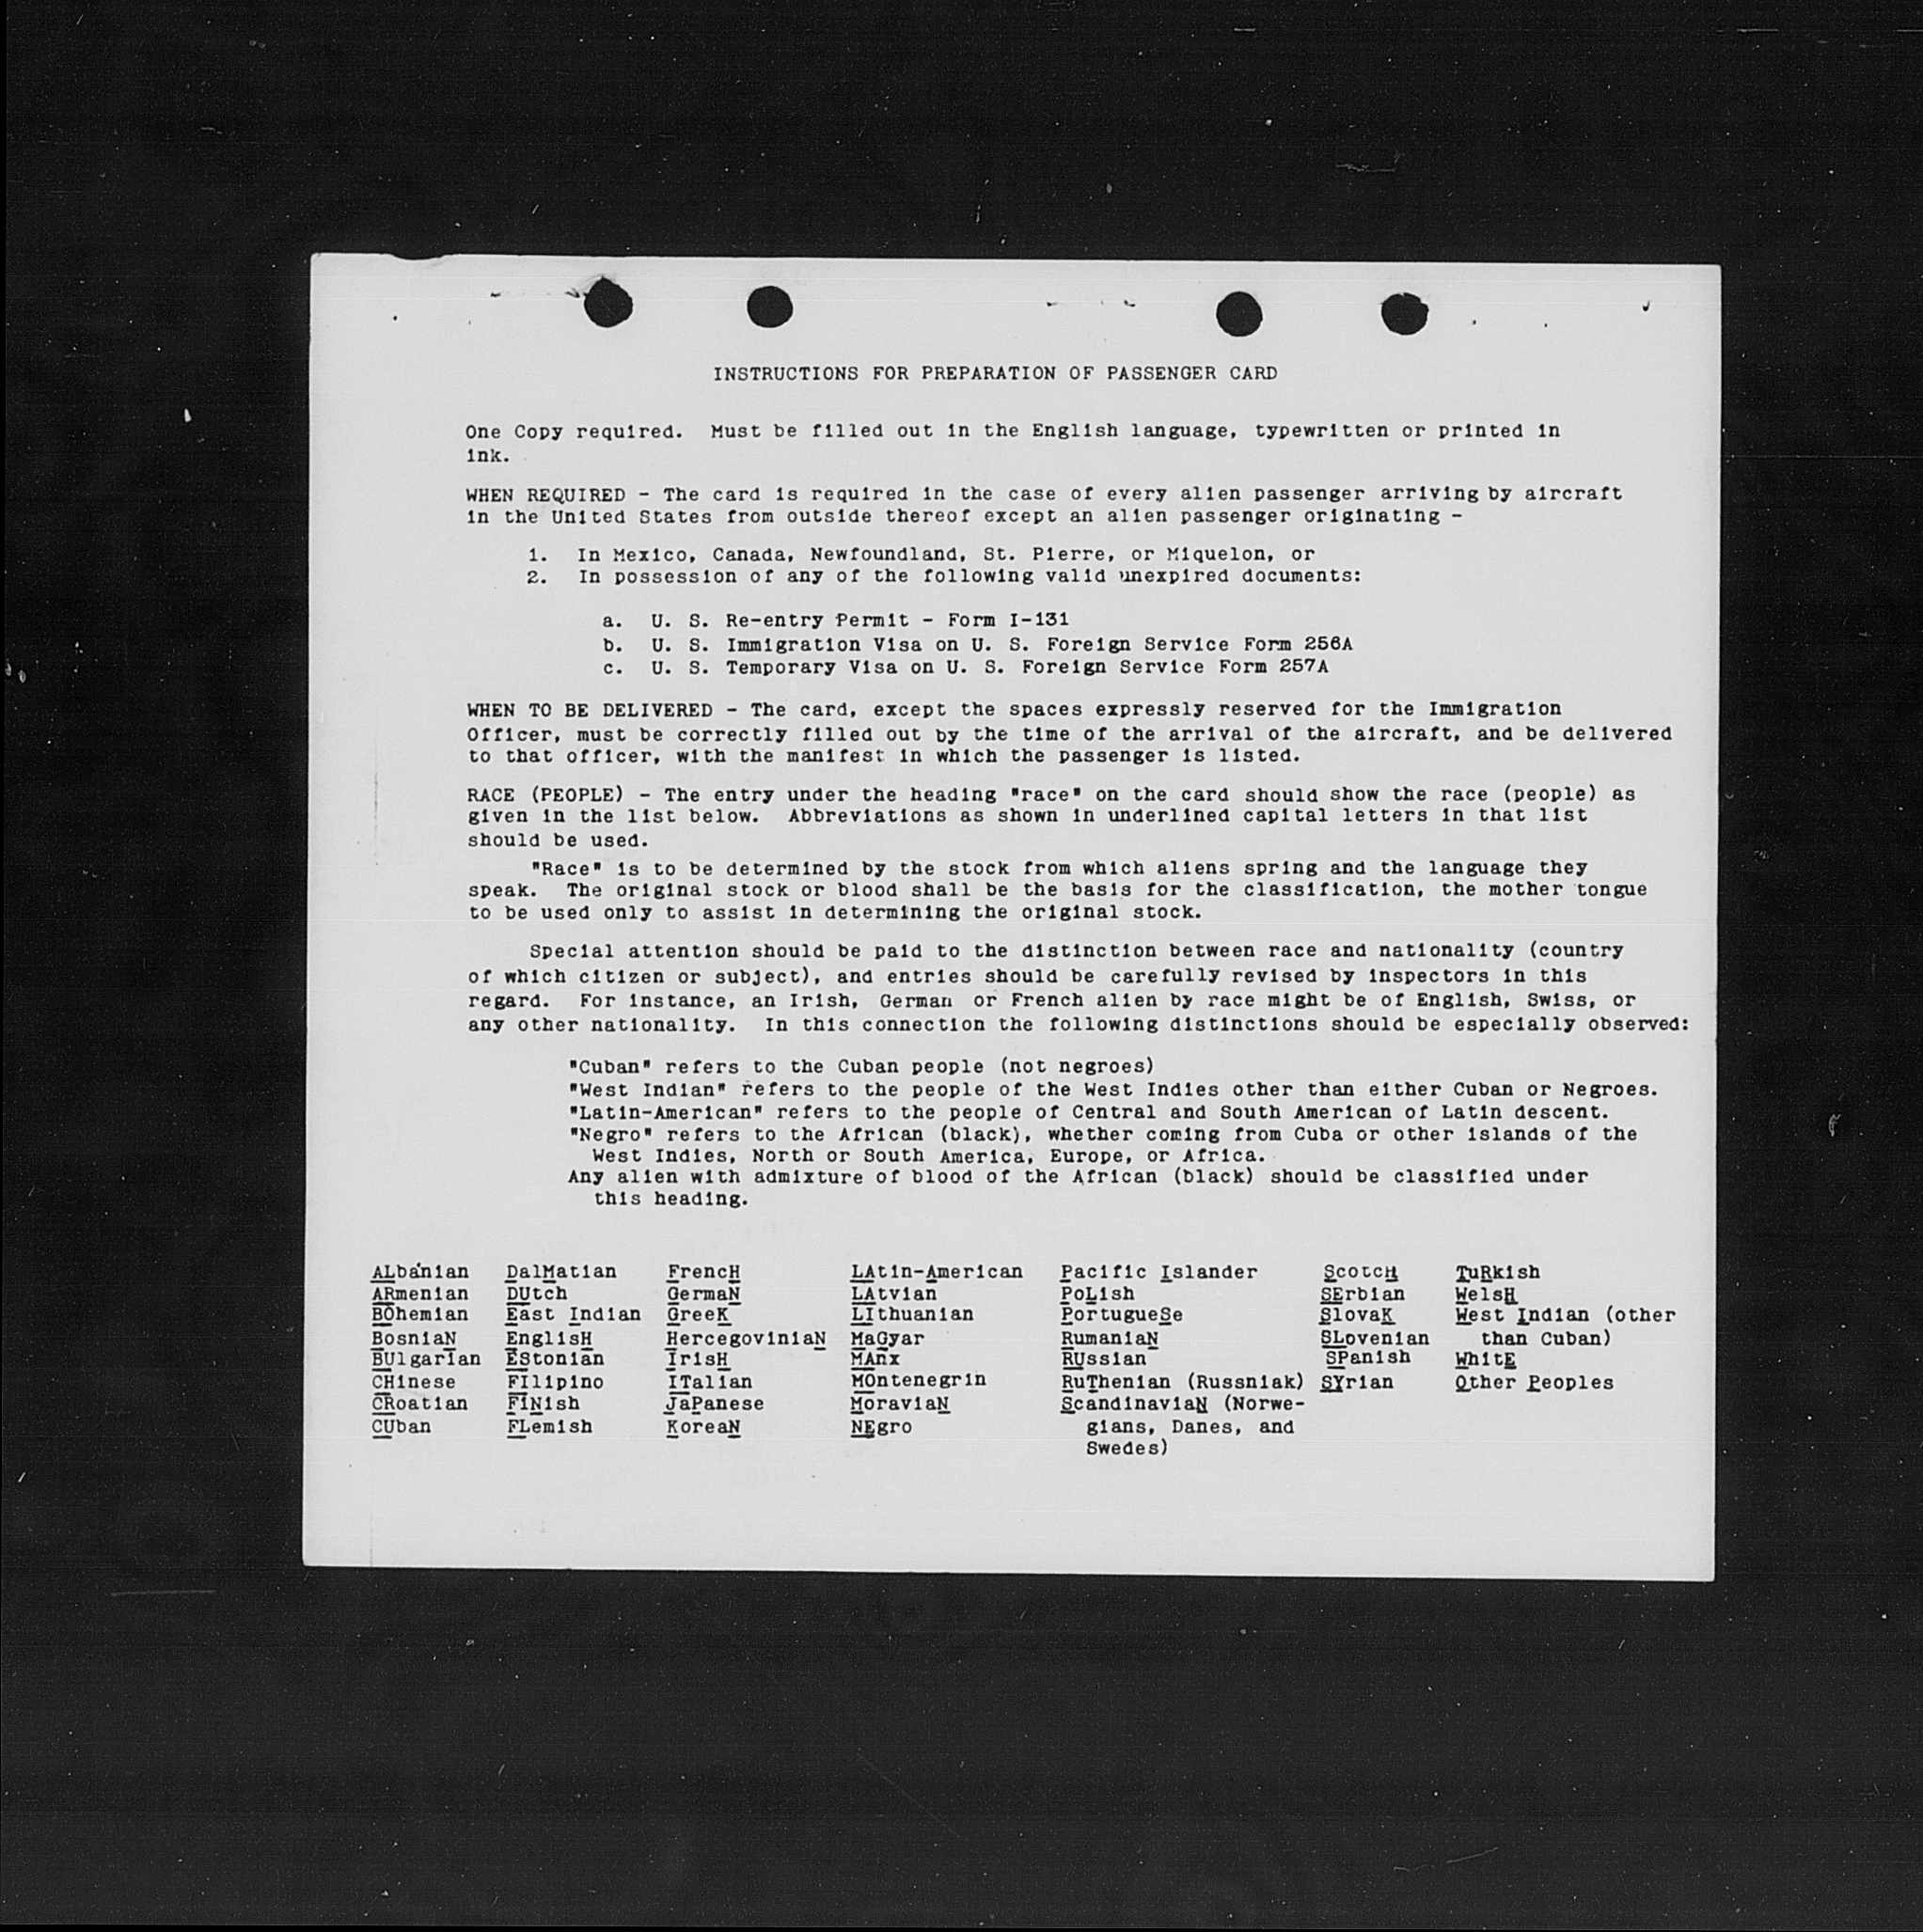 INSTRUCTIONS FOR PREPARATION OF PASSENGER CARD
One Copy required. Must be filled out in the English language, typewritten or printed in
ink.
WHEN REQUIRED - The card is required in the case of every alien passenger arriving by aircraft
in the United States from outside thereof except an alien passenger originating -
1. In Mexico, Canada, Newfoundland, St. Pierre, or Miquelon, or
2. In possession of any of the following valid unexpired documents:
a. U. S. Re-entry Permit - Form I-131
b. U. S. Immigration Visa on U. S. Foreign Service Form 256A
c. U. S. Temporary Visa on U. S. Foreign Service Form 257A
WHEN TO BE DELIVERED - The card, except the spaces expressly reserved for the Immigration
Officer, must be correctly filled out by the time of the arrival of the aircraft, and be delivered
to that officer, with the manifest in which the passenger is listed.
RACE (PEOPLE) - The entry under the heading "race" on the card should show the race (people) as
given in the list below. Abbreviations as shown in underlined capital letters in that list
should be used.
"Race" is to be determined by the stock from which aliens spring and the language they
speak. The original stock or blood shall be the basis for the classification, the mother tongue
to be used only to assist in determining the original stock.
Special attention should be paid to the distinction between race and nationality (country
of which citizen or subject), and entries should be carefully revised by inspectors in this
regard. For instance, an Irish, German or French alien by race might be of English, Swiss, or
any other nationality. In this connection the following distinctions should be especially observed:
"Cuban" refers to the Cuban people (not negroes)
"West Indian" refers to the people of the West Indies other than either Cuban or Negroes.
"Latin-American" refers to the people of Central and South American of Latin descent.
"Negro" refers to the African (black), whether coming from Cuba or other islands of the
West Indies, North or South America, Europe, or Africa.
Any alien with admixture of blood of the African (black) should be classified under
this heading.
ALbanian DalMatian FrencH LAtin-American Pacific Islander ScotcH TuRkish
ARmenian DUtch GermaN LAtvian PoLish SErbian WelsH
BOhemian East Indian GreeK LIthuanian PortugueSe SlovaK West Indian (other
BosniaN EnglisH HercegoviniaN MaGyar RumaniaN SLovenian than Cuban)
BUlgarian EStonian IrisH MAnx RUssian SPanish WhitE
CHinese FIlipino ITalian MOntenegrin RuThenian (Russniak) SYrian Other Peoples
CRoatian FINish JaPanese MoraviaN ScandinaviaN (Norwe-
CUban FLemish KoreaN NEgro gians, Danes, and
Swedes)